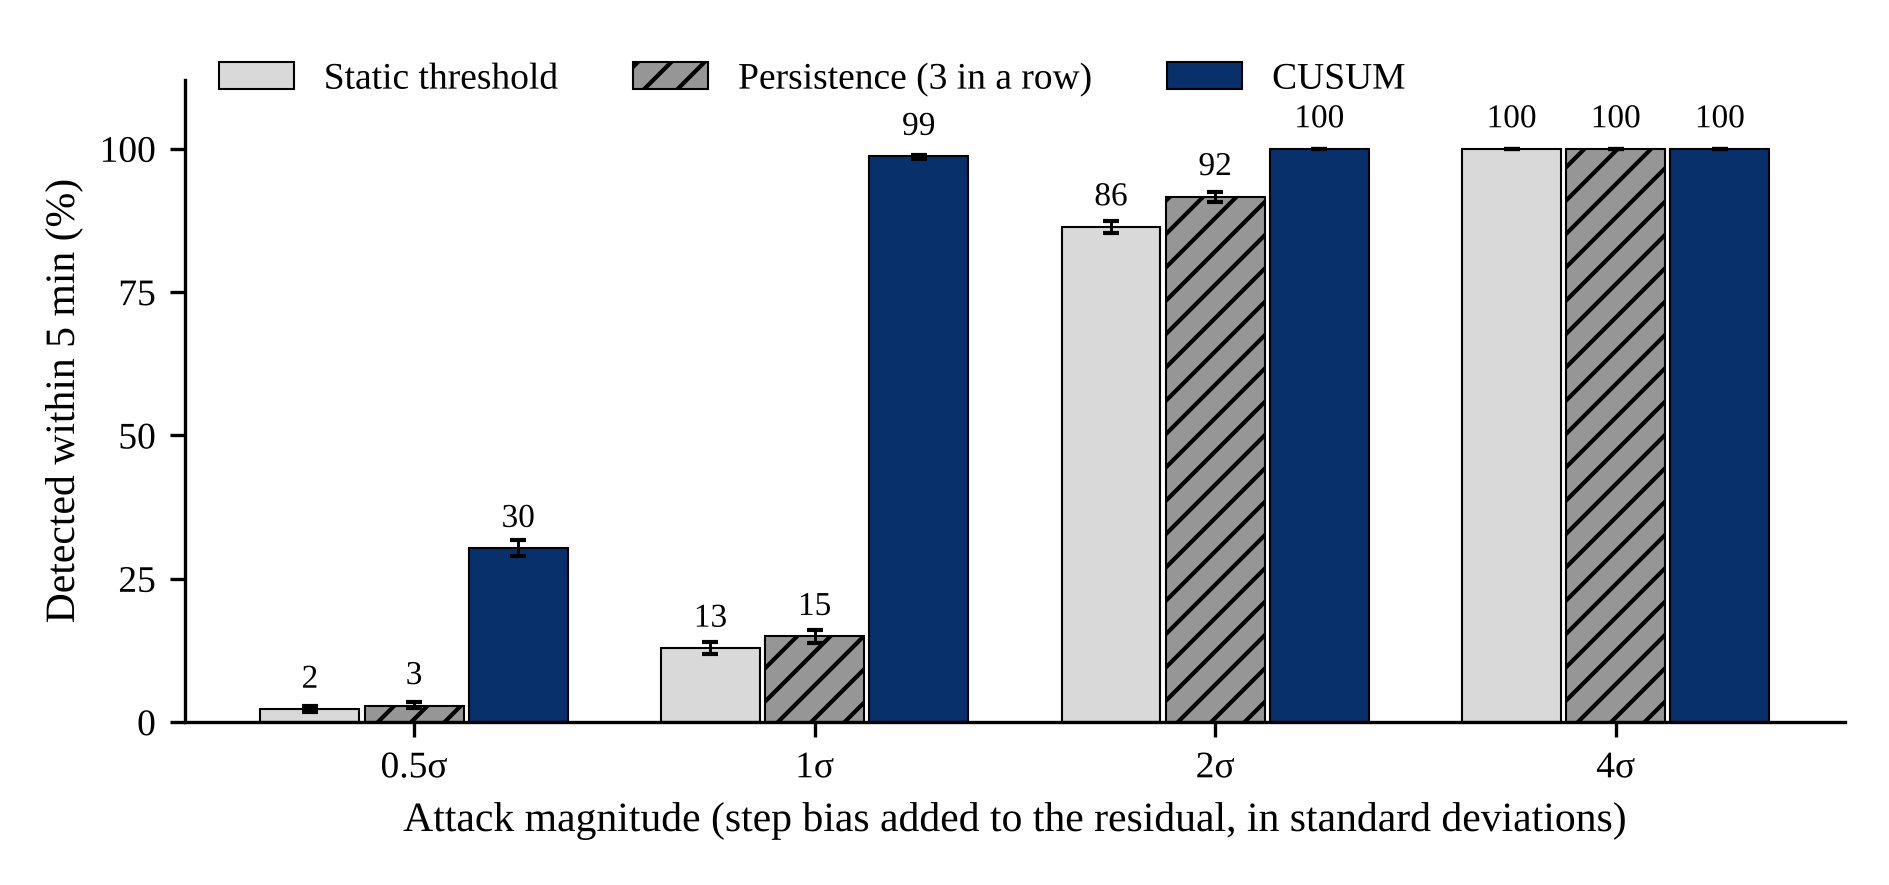 Static threshold Persistence (3 in a row) CUSUM
Detected within 5 min (%)
100
75
50
25
0
2 3 30
13 15 99
86 92 100
100 100 100
0.5σ 1σ 2σ 4σ
Attack magnitude (step bias added to the residual, in standard deviations)